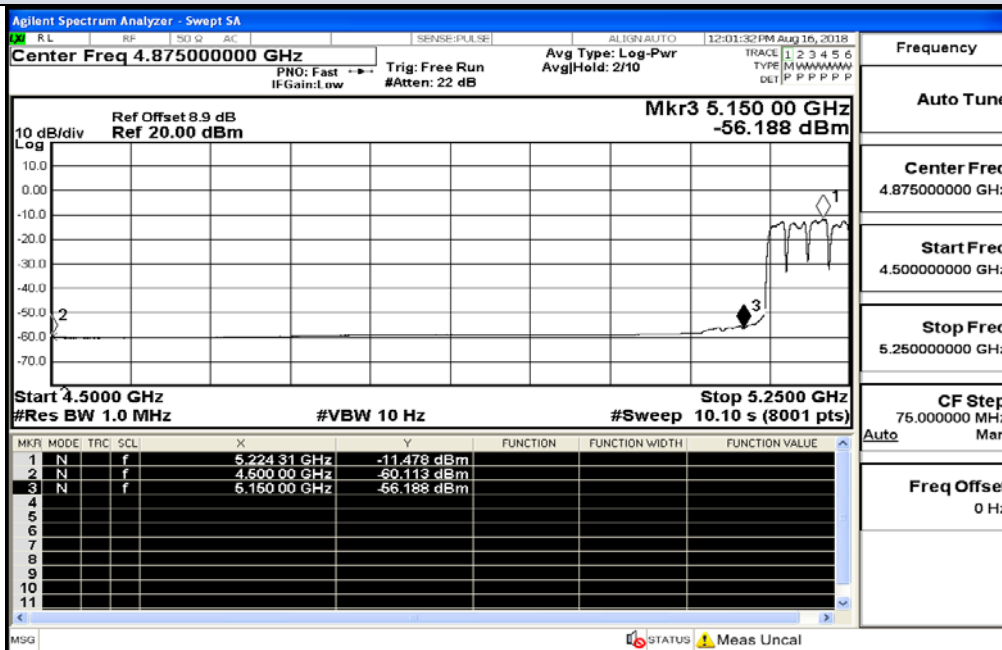 Agilent Spectrum Analyzer - Swept SA
LXI RL RF 50 Ω AC SENSE:PULSE ALIGN AUTO 12:01:32 PM Aug 16, 2018
Center Freq 4.875000000 GHz
PNO: Fast
IFGain:Low
Trig: Free Run
#Atten: 22 dB
Avg Type: Log-Pwr
Avg|Hold: 2/10
TRACE 1 2 3 4 5 6
TYPE M W W W W W
DET P P P P P P
Mkr3 5.150 00 GHz
-56.188 dBm
Ref Offset 8.9 dB
10 dB/div Ref 20.00 dBm
Log
10.0
0.00
-10.0
-20.0
-30.0
-40.0
-50.0
-60.0
-70.0
1
2
3
Start 4.5000 GHz Stop 5.2500 GHz
#Res BW 1.0 MHz #VBW 10 Hz #Sweep 10.10 s (8001 pts)
MKR MODE TRC SCL X Y FUNCTION FUNCTION WIDTH FUNCTION VALUE
1 N f 5.224 31 GHz -11.478 dBm
2 N f 4.500 00 GHz -60.113 dBm
3 N f 5.150 00 GHz -56.188 dBm
4
5
6
7
8
9
10
11
MSG STATUS Meas Uncal
Frequency
Auto Tune
Center Freq
4.875000000 GHz
Start Freq
4.500000000 GHz
Stop Freq
5.250000000 GHz
CF Step
75.000000 MHz
Auto Man
Freq Offset
0 Hz